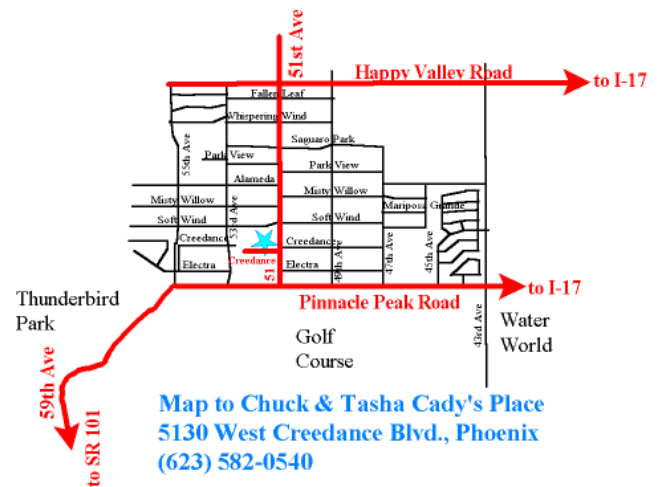 51st Ave
Happy Valley Road
to I-17
Fallen Leaf
Whispering Wind
Saguaro Park
55th Ave
Park View
Park View
Alameda
Misty Willow
Misty Willow
Mariposa Grande
53rd Ave
Soft Wind
Soft Wind
Creedance
Creedance
Creedance
51
49th Ave
47th Ave
45th Ave
Electra
Electra
to I-17
Pinnacle Peak Road
43rd Ave
Thunderbird
Park
Golf
Course
Water
World
59th Ave
to SR 101
Map to Chuck & Tasha Cady's Place
5130 West Creedance Blvd., Phoenix
(623) 582-0540